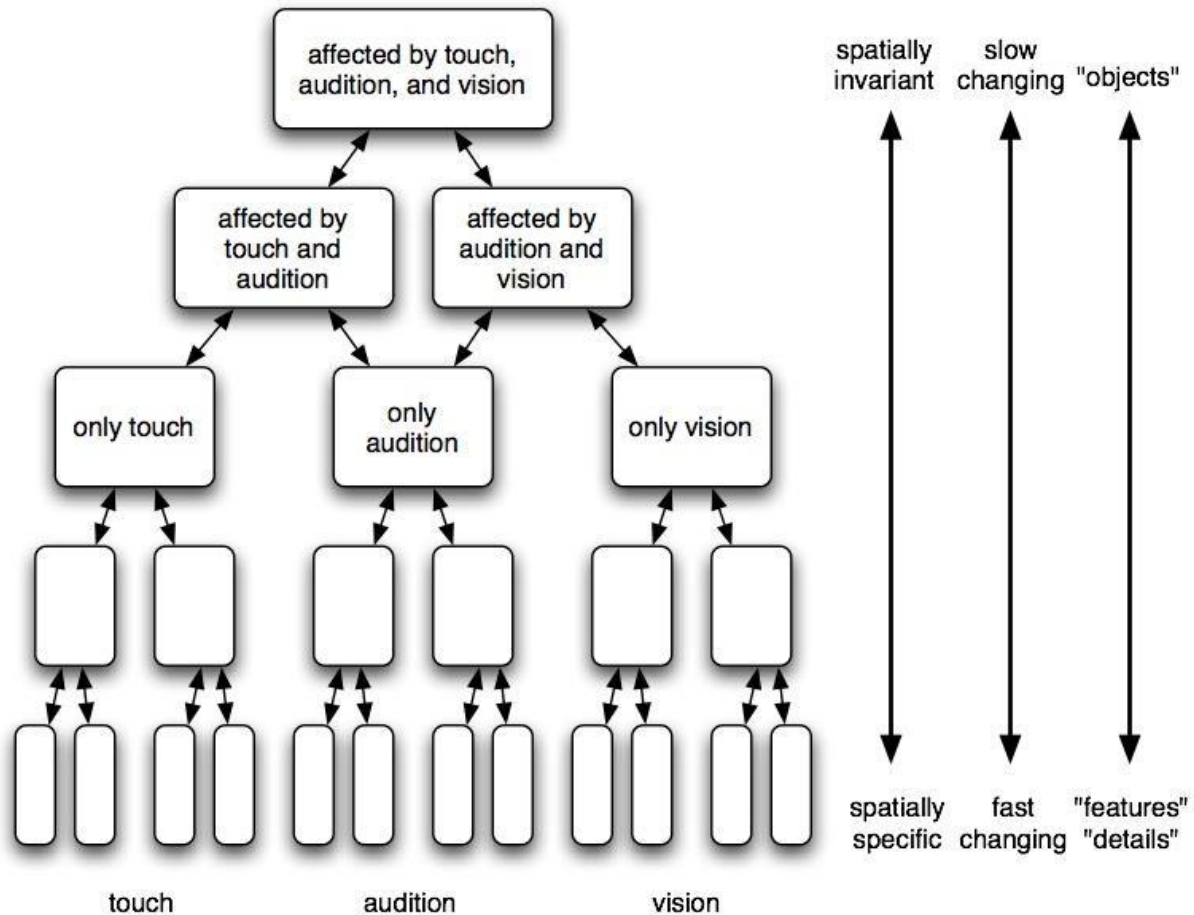 affected by touch,
audition, and vision
spatially
invariant
slow
changing
"objects"
affected by
touch and
audition
affected by
audition and
vision
only touch
only
audition
only vision
spatially
specific
fast
changing
"features"
"details"
touch
audition
vision